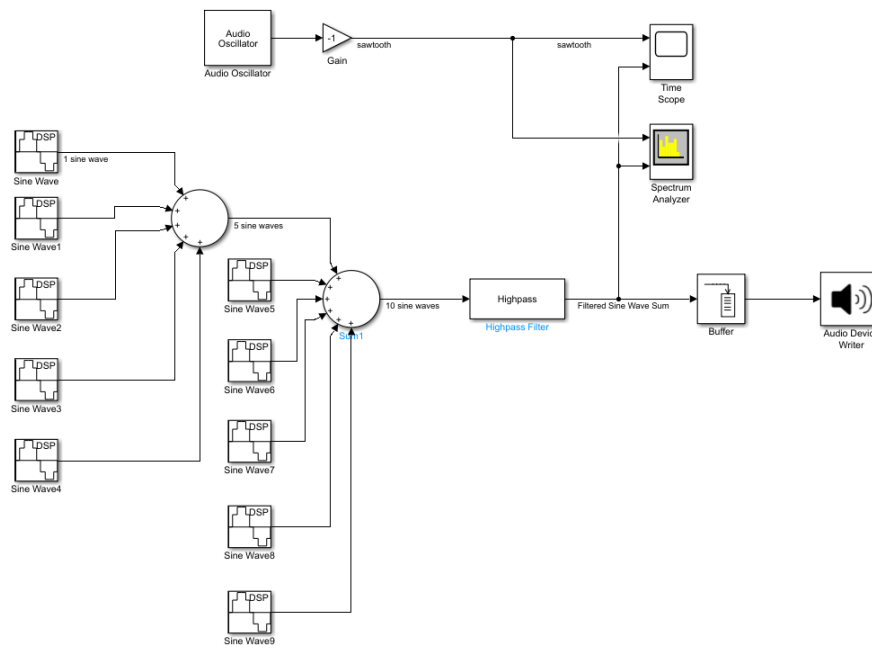 Audio
Oscillator
Audio Oscillator
-1
Gain
sawtooth
sawtooth
Time
Scope
Spectrum
Analyzer
DSP
1 sine wave
Sine Wave
DSP
Sine Wave1
DSP
Sine Wave2
DSP
Sine Wave3
DSP
Sine Wave4
+
+
+
+
+
5 sine waves
DSP
Sine Wave5
DSP
Sine Wave6
DSP
Sine Wave7
DSP
Sine Wave8
DSP
Sine Wave9
+
+
+
+
+
+
Sum1
10 sine waves
Highpass
Highpass Filter
Filtered Sine Wave Sum
Buffer
Audio Devic
Writer